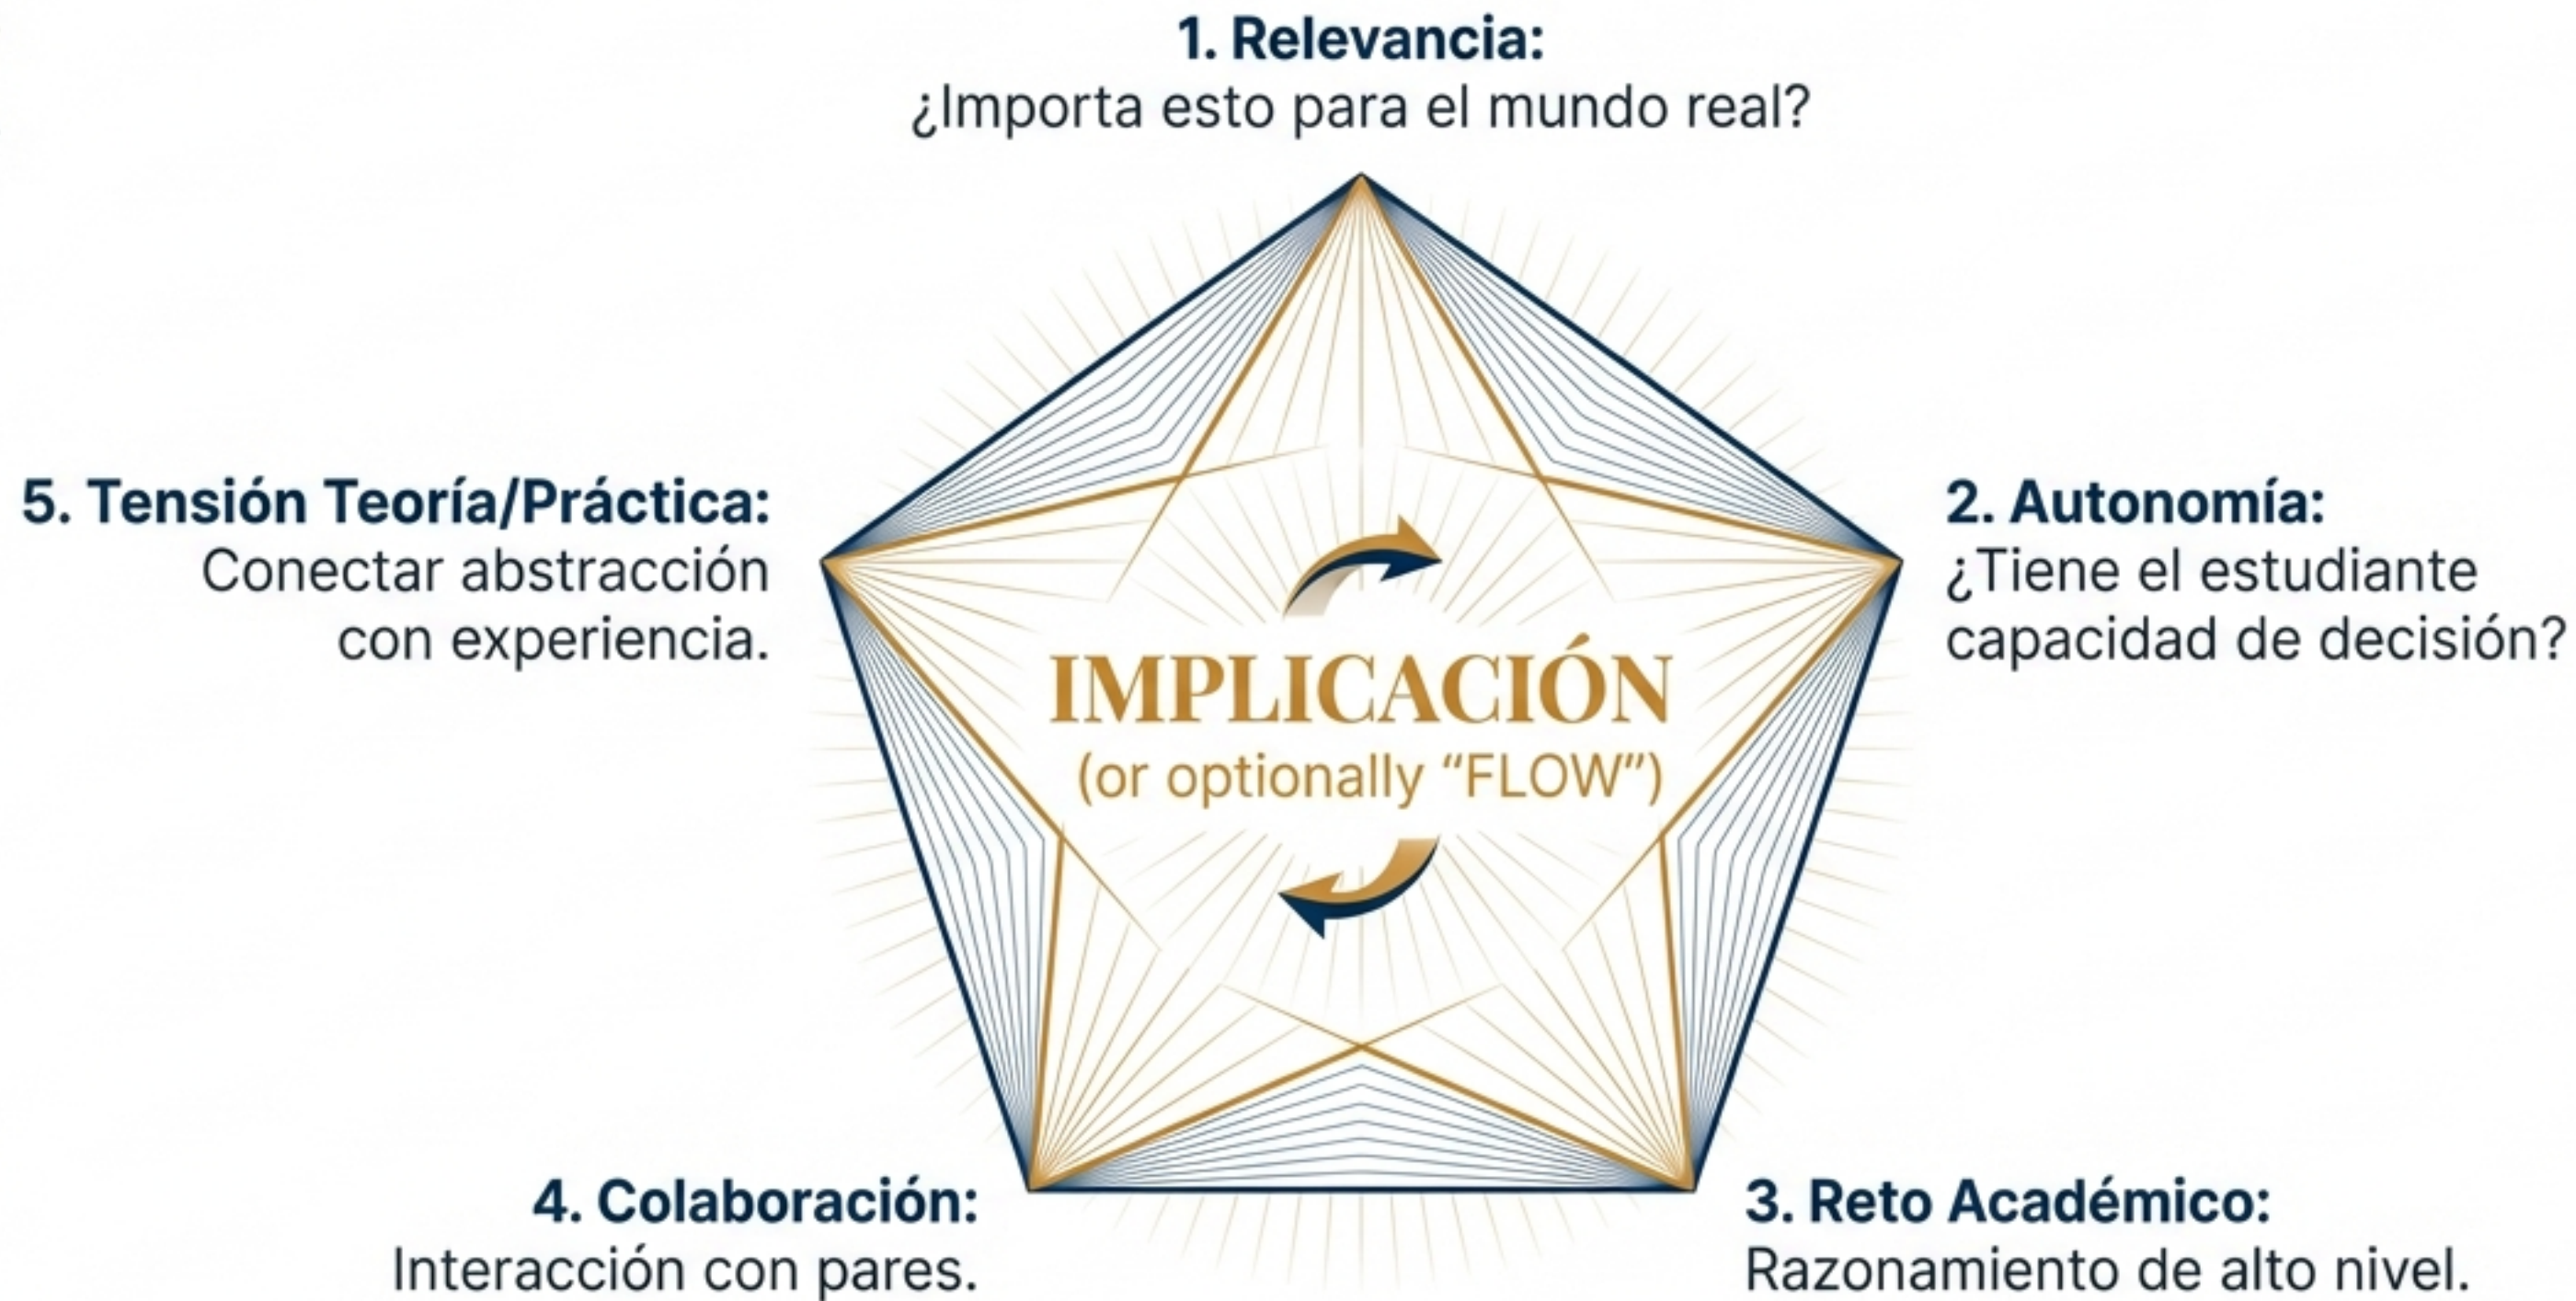 1. Relevancia:
¿Importa esto para el mundo real?
2. Autonomía:
¿Tiene el estudiante
capacidad de decisión?
3. Reto Académico:
Razonamiento de alto nivel.
4. Colaboración:
Interacción con pares.
5. Tensión Teoría/Práctica:
Conectar abstracción
con experiencia.
IMPLICACIÓN
(or optionally “FLOW”)